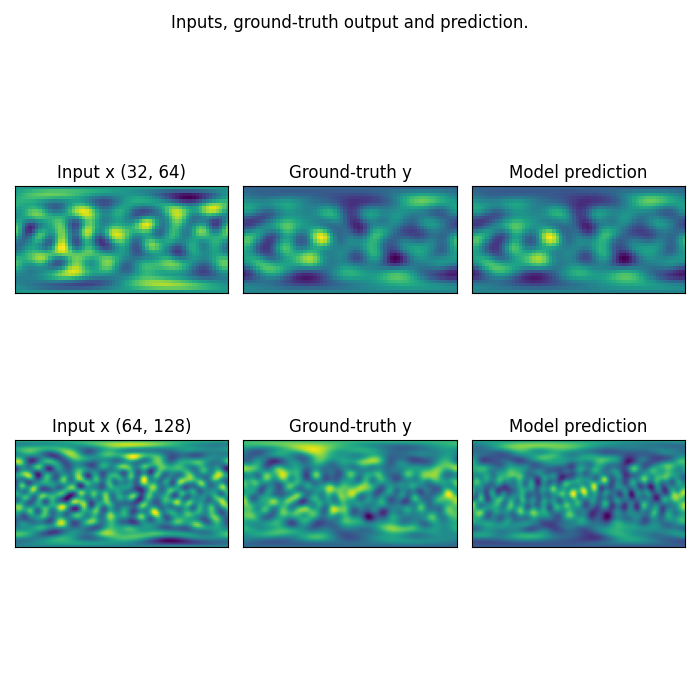 Inputs, ground-truth output and prediction.
Input x (32, 64)
Ground-truth y
Model prediction
Input x (64, 128)
Ground-truth y
Model prediction